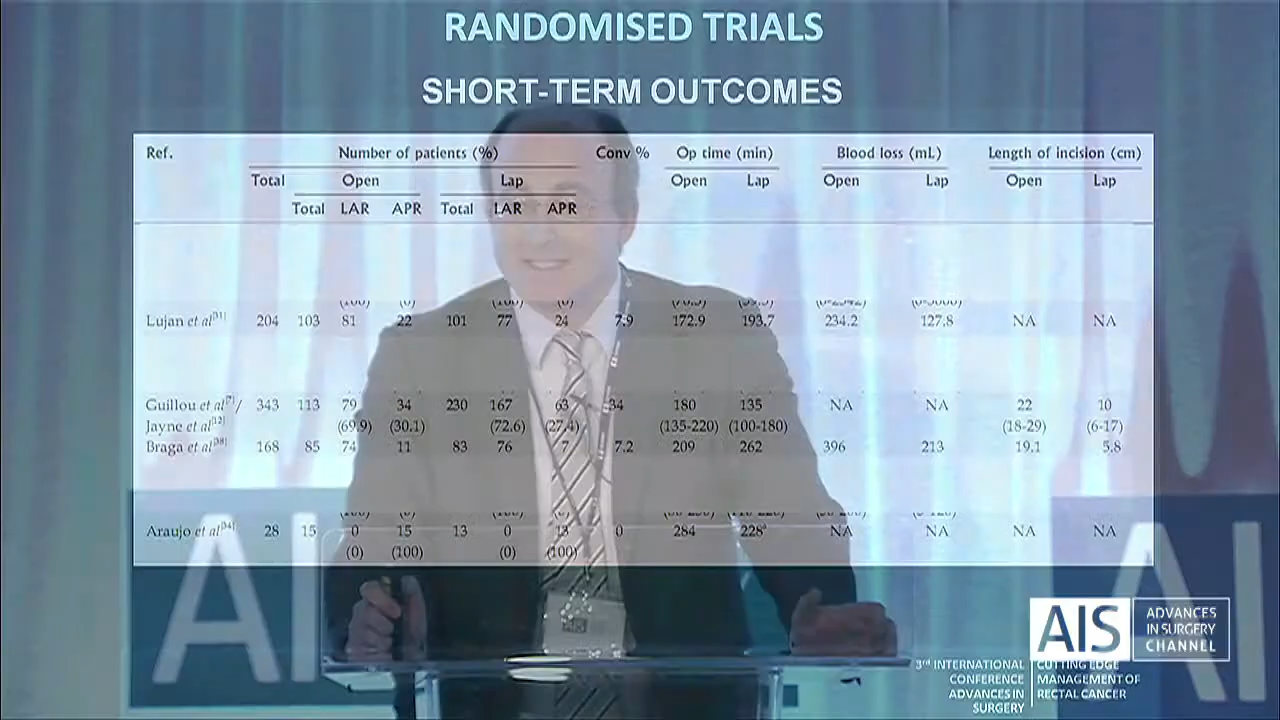 RANDOMISED TRIALS
SHORT-TERM OUTCOMES
Ref. Number of patients (%) Conv % Op time (min) Blood loss (mL) Length of incision (cm)
Total Open Lap Open Lap Open Lap Open Lap
Total LAR APR Total LAR APR
Lujan et al 204 103 81 22 101 77 24 7.9 172.9 193.7 234.2 127.8 NA NA
Guillou et al / 343 113 79 34 230 167 63 34 180 135 NA NA 22 10
Jayne et al[12] (69.9) (30.1) (72.6) (27.4) (135-220) (100-180) (18-29) (6-17)
Braga et al 168 85 74 11 83 76 7 7.2 209 262 396 213 19.1 5.8
Araujo et al 28 15 0 15 13 0 13 0 284 228 NA NA NA NA
(0) (100) (0) (100)
AI
AI
AIS ADVANCES
IN SURGERY
CHANNEL
3rd INTERNATIONAL
CONFERENCE
ADVANCES IN
SURGERY
CUTTING EDGE
MANAGEMENT OF
RECTAL CANCER